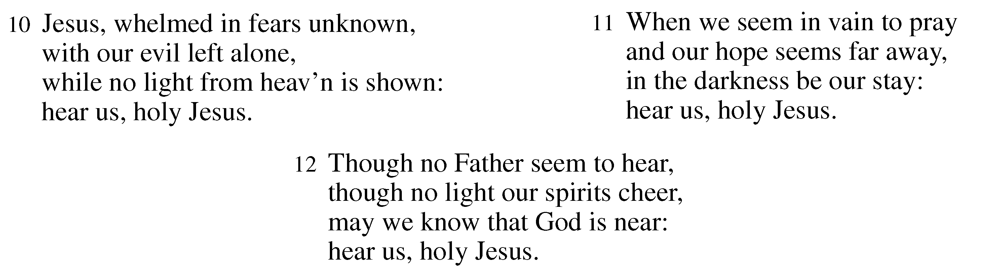 10 Jesus, whelmed in fears unknown,
with our evil left alone,
while no light from heav’n is shown:
hear us, holy Jesus.
11 When we seem in vain to pray
and our hope seems far away,
in the darkness be our stay:
hear us, holy Jesus.
12 Though no Father seem to hear,
though no light our spirits cheer,
may we know that God is near:
hear us, holy Jesus.